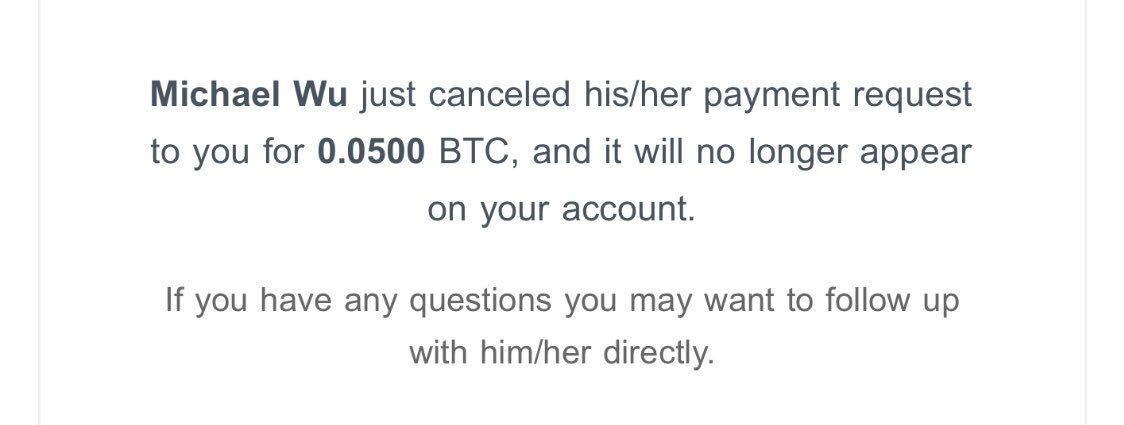 Michael Wu just canceled his/her payment request
to you for 0.0500 BTC, and it will no longer appear
on your account.
If you have any questions you may want to follow up
with him/her directly.